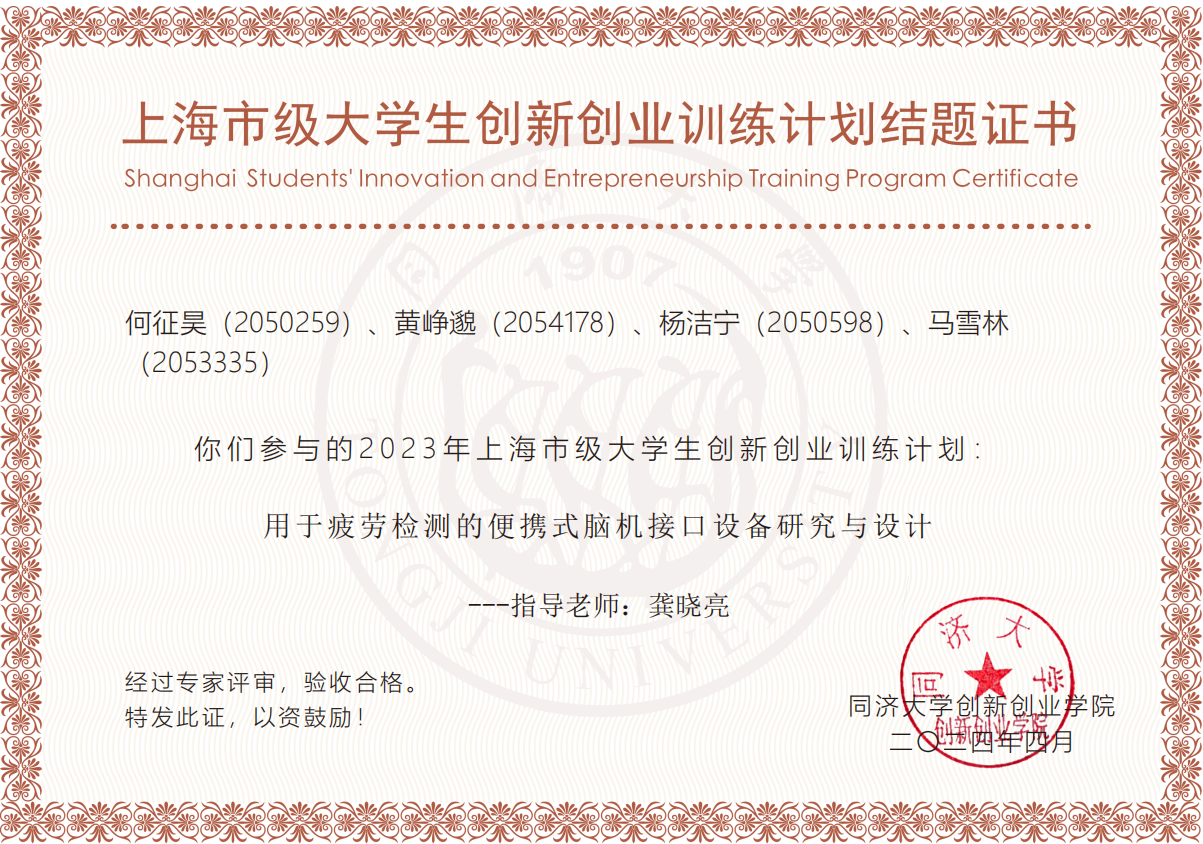 上海市级大学生创新创业训练计划结题证书
Shanghai Students' Innovation and Entrepreneurship Training Program Certificate
同济大学
1907
TONGJI UNIVERSITY
何征昊（2050259）、黄峥邈（2054178）、杨洁宁（2050598）、马雪林
（2053335）
你们参与的2023年上海市级大学生创新创业训练计划：
用于疲劳检测的便携式脑机接口设备研究与设计
---指导老师：龚晓亮
经过专家评审，验收合格。
特发此证，以资鼓励！
同济大学
创新创业学院
同济大学创新创业学院
二〇二四年四月